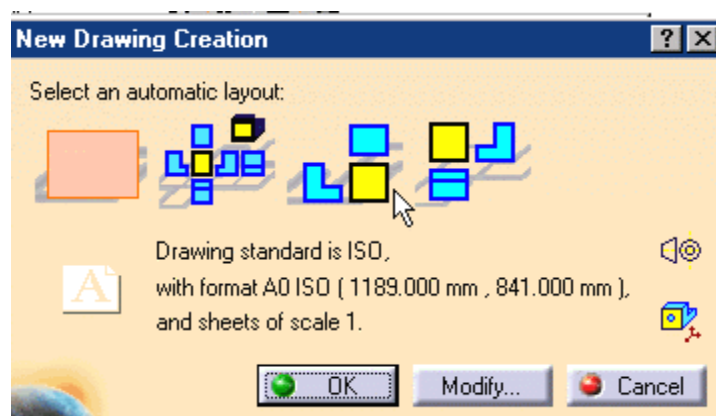 New Drawing Creation
? X
Select an automatic layout:
Drawing standard is ISO,
A
with format A0 ISO ( 1189.000 mm , 841.000 mm ),
and sheets of scale 1.
OK Modify... Cancel